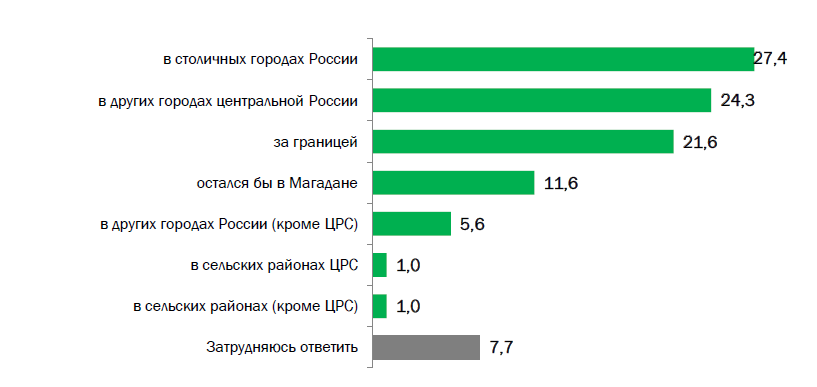 в столичных городах России 27,4
в других городах центральной России 24,3
за границей 21,6
остался бы в Магадане 11,6
в других городах России (кроме ЦРС) 5,6
в сельских районах ЦРС 1,0
в сельских районах (кроме ЦРС) 1,0
Затрудняюсь ответить 7,7